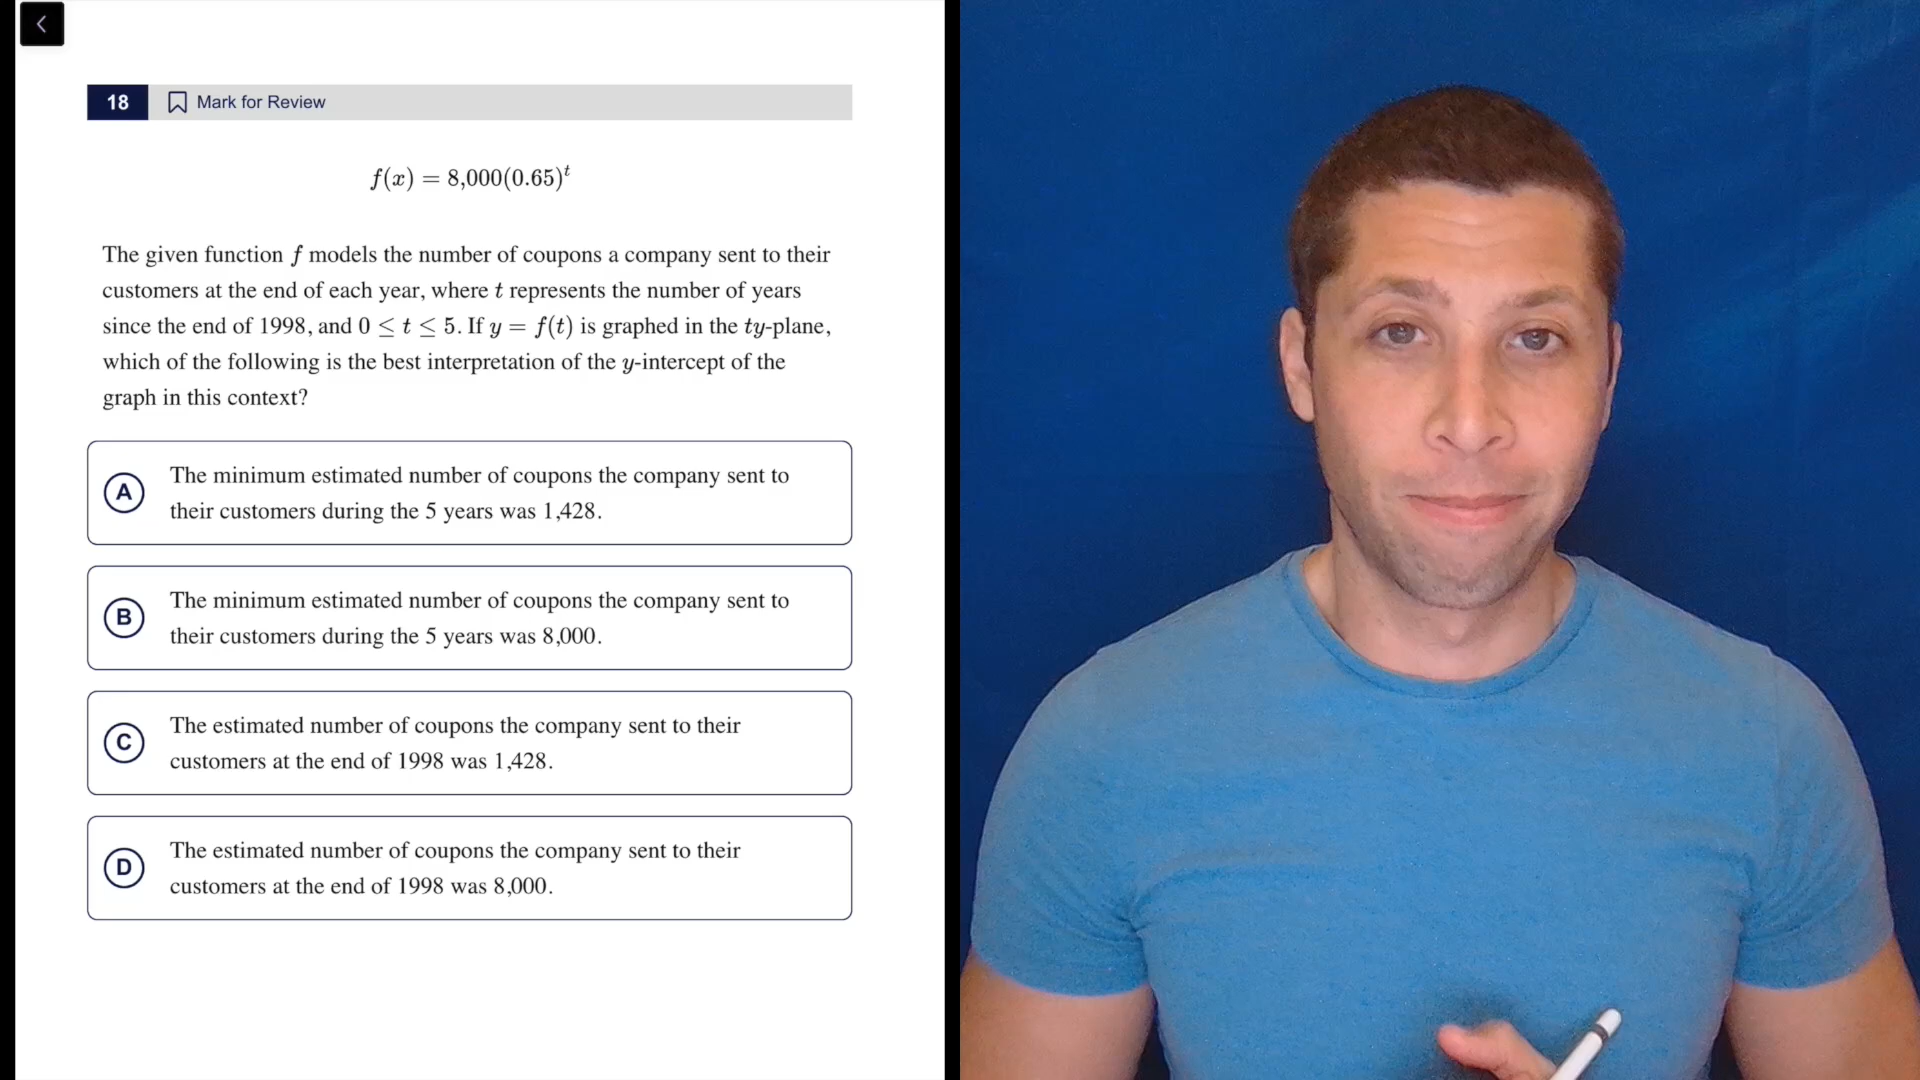 18 Mark for Review
f(x) = 8,000(0.65)^t
The given function f models the number of coupons a company sent to their
customers at the end of each year, where t represents the number of years
since the end of 1998, and 0 ≤ t ≤ 5. If y = f(t) is graphed in the ty-plane,
which of the following is the best interpretation of the y-intercept of the
graph in this context?
A The minimum estimated number of coupons the company sent to
their customers during the 5 years was 1,428.
B The minimum estimated number of coupons the company sent to
their customers during the 5 years was 8,000.
C The estimated number of coupons the company sent to their
customers at the end of 1998 was 1,428.
D The estimated number of coupons the company sent to their
customers at the end of 1998 was 8,000.